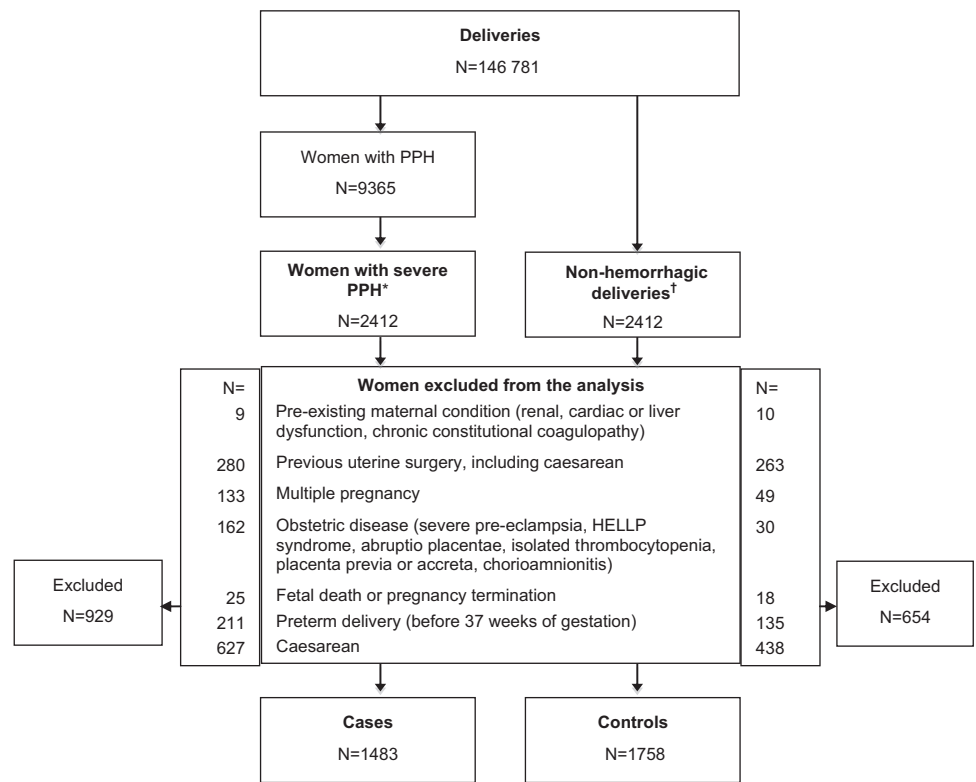 Deliveries
N=146 781
Women with PPH
N=9365
Women with severe
PPH*
N=2412
Non-hemorrhagic
deliveries†
N=2412
Women excluded from the analysis
N=
N=
9
Pre-existing maternal condition (renal, cardiac or liver
dysfunction, chronic constitutional coagulopathy)
10
280
Previous uterine surgery, including caesarean
263
133
Multiple pregnancy
49
162
Obstetric disease (severe pre-eclampsia, HELLP
syndrome, abruptio placentae, isolated thrombocytopenia,
placenta previa or accreta, chorioamnionitis)
30
25
Fetal death or pregnancy termination
18
211
Preterm delivery (before 37 weeks of gestation)
135
627
Caesarean
438
Excluded
N=929
Excluded
N=654
Cases
N=1483
Controls
N=1758